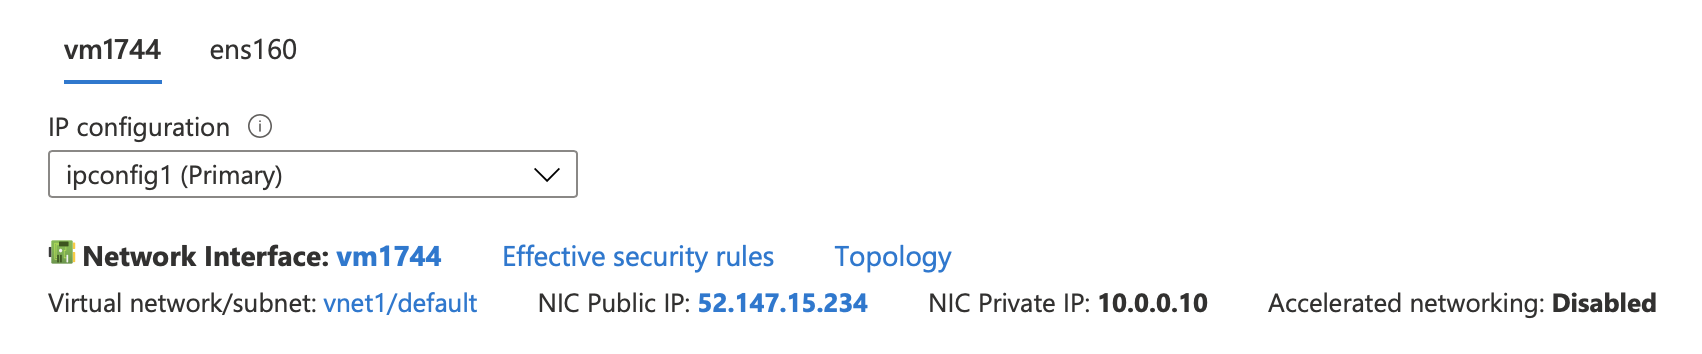 vm1744 ens160
IP configuration
ipconfig1 (Primary)
Network Interface: vm1744 Effective security rules Topology
Virtual network/subnet: vnet1/default NIC Public IP: 52.147.15.234 NIC Private IP: 10.0.0.10 Accelerated networking: Disabled